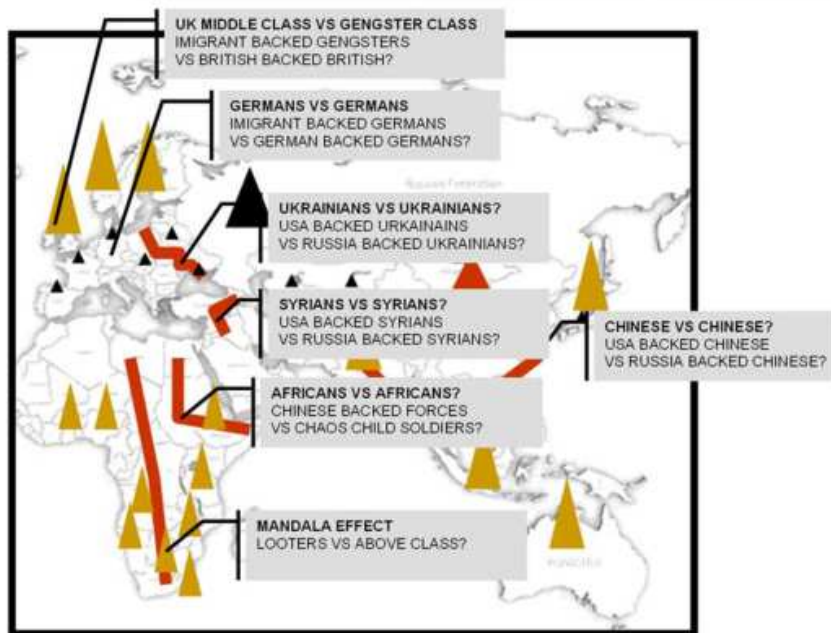 UK MIDDLE CLASS VS GENGSTER CLASS
IMIGRANT BACKED GENGSTERS
VS BRITISH BACKED BRITISH?
GERMANS VS GERMANS
IMIGRANT BACKED GERMANS
VS GERMAN BACKED GERMANS?
UKRAINIANS VS UKRAINIANS?
USA BACKED URKAINAINS
VS RUSSIA BACKED UKRAINIANS?
SYRIANS VS SYRIANS?
USA BACKED SYRIANS
VS RUSSIA BACKED SYRIANS?
CHINESE VS CHINESE?
USA BACKED CHINESE
VS RUSSIA BACKED CHINESE?
AFRICANS VS AFRICANS?
CHINESE BACKED FORCES
VS CHAOS CHILD SOLDIERS?
MANDALA EFFECT
LOOTERS VS ABOVE CLASS?